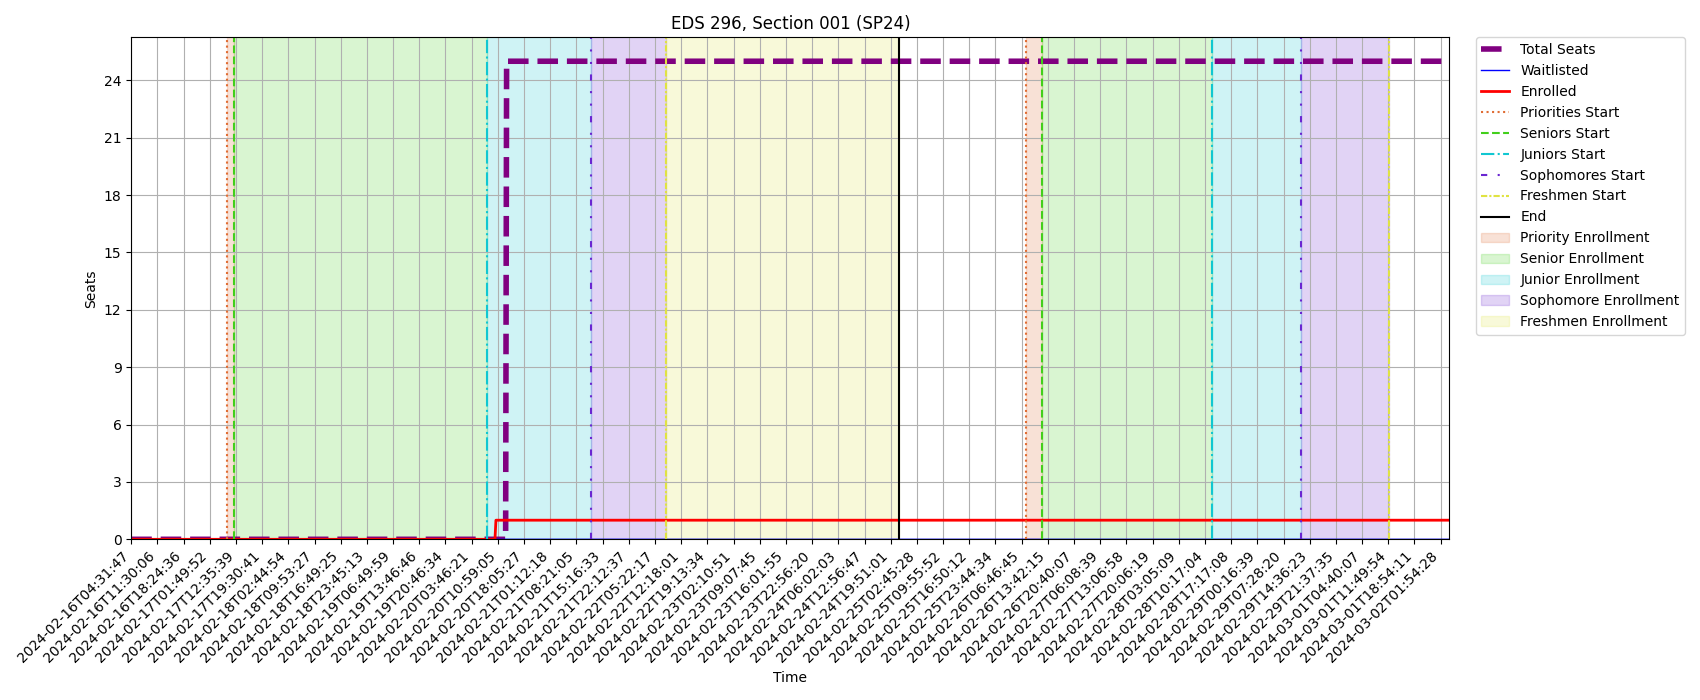 EDS 296, Section 001 (SP24)
Seats
24
21
18
15
12
9
6
3
0
2024-02-16T04:31:47
2024-02-16T11:30:06
2024-02-16T18:24:36
2024-02-17T01:49:52
2024-02-17T12:35:39
2024-02-17T19:30:41
2024-02-18T02:44:54
2024-02-18T09:53:27
2024-02-18T16:49:25
2024-02-18T23:45:13
2024-02-19T06:49:59
2024-02-19T13:46:46
2024-02-19T20:46:34
2024-02-20T03:46:21
2024-02-20T10:59:05
2024-02-20T18:05:27
2024-02-21T01:12:18
2024-02-21T08:21:05
2024-02-21T15:16:33
2024-02-21T22:12:37
2024-02-22T05:22:17
2024-02-22T12:18:01
2024-02-22T19:13:34
2024-02-23T02:10:51
2024-02-23T09:07:45
2024-02-23T16:01:55
2024-02-23T22:56:20
2024-02-24T06:02:03
2024-02-24T12:56:47
2024-02-24T19:51:01
2024-02-25T02:45:28
2024-02-25T09:55:52
2024-02-25T16:50:12
2024-02-25T23:44:34
2024-02-26T06:46:45
2024-02-26T13:42:15
2024-02-26T20:40:07
2024-02-27T06:08:39
2024-02-27T13:06:58
2024-02-27T20:06:19
2024-02-28T03:05:09
2024-02-28T10:17:04
2024-02-28T17:17:08
2024-02-29T00:16:39
2024-02-29T07:28:20
2024-02-29T14:36:23
2024-02-29T21:37:35
2024-03-01T04:40:07
2024-03-01T11:49:54
2024-03-01T18:54:11
2024-03-02T01:54:28
Time
Total Seats
Waitlisted
Enrolled
Priorities Start
Seniors Start
Juniors Start
Sophomores Start
Freshmen Start
End
Priority Enrollment
Senior Enrollment
Junior Enrollment
Sophomore Enrollment
Freshmen Enrollment